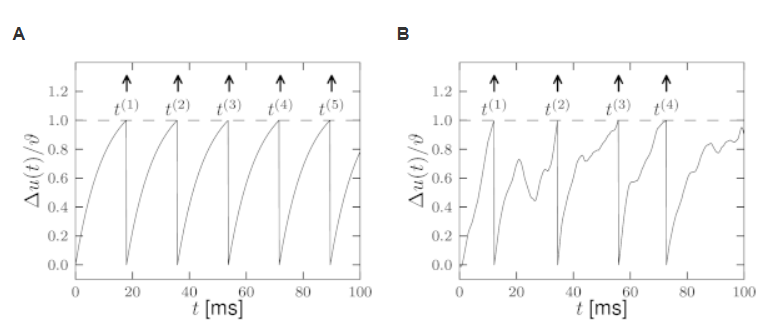 A
B
1.2
1.0
0.8
0.6
0.4
0.2
0.0
Δu(t)/ϑ
t⁽¹⁾ t⁽²⁾ t⁽³⁾ t⁽⁴⁾ t⁽⁵⁾
0 20 40 60 80 100
t [ms]
1.2
1.0
0.8
0.6
0.4
0.2
0.0
Δu(t)/ϑ
t⁽¹⁾ t⁽²⁾ t⁽³⁾ t⁽⁴⁾
0 20 40 60 80 100
t [ms]